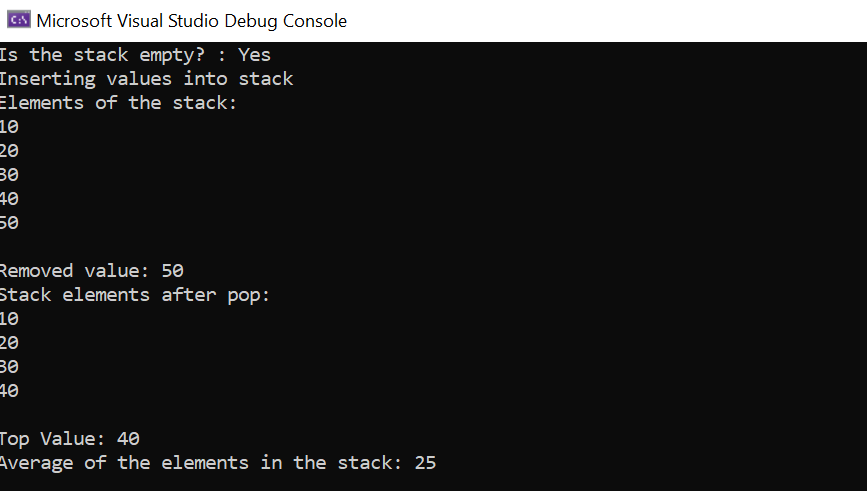 C:\ Microsoft Visual Studio Debug Console
Is the stack empty? : Yes
Inserting values into stack
Elements of the stack:
10
20
30
40
50
Removed value: 50
Stack elements after pop:
10
20
30
40
Top Value: 40
Average of the elements in the stack: 25